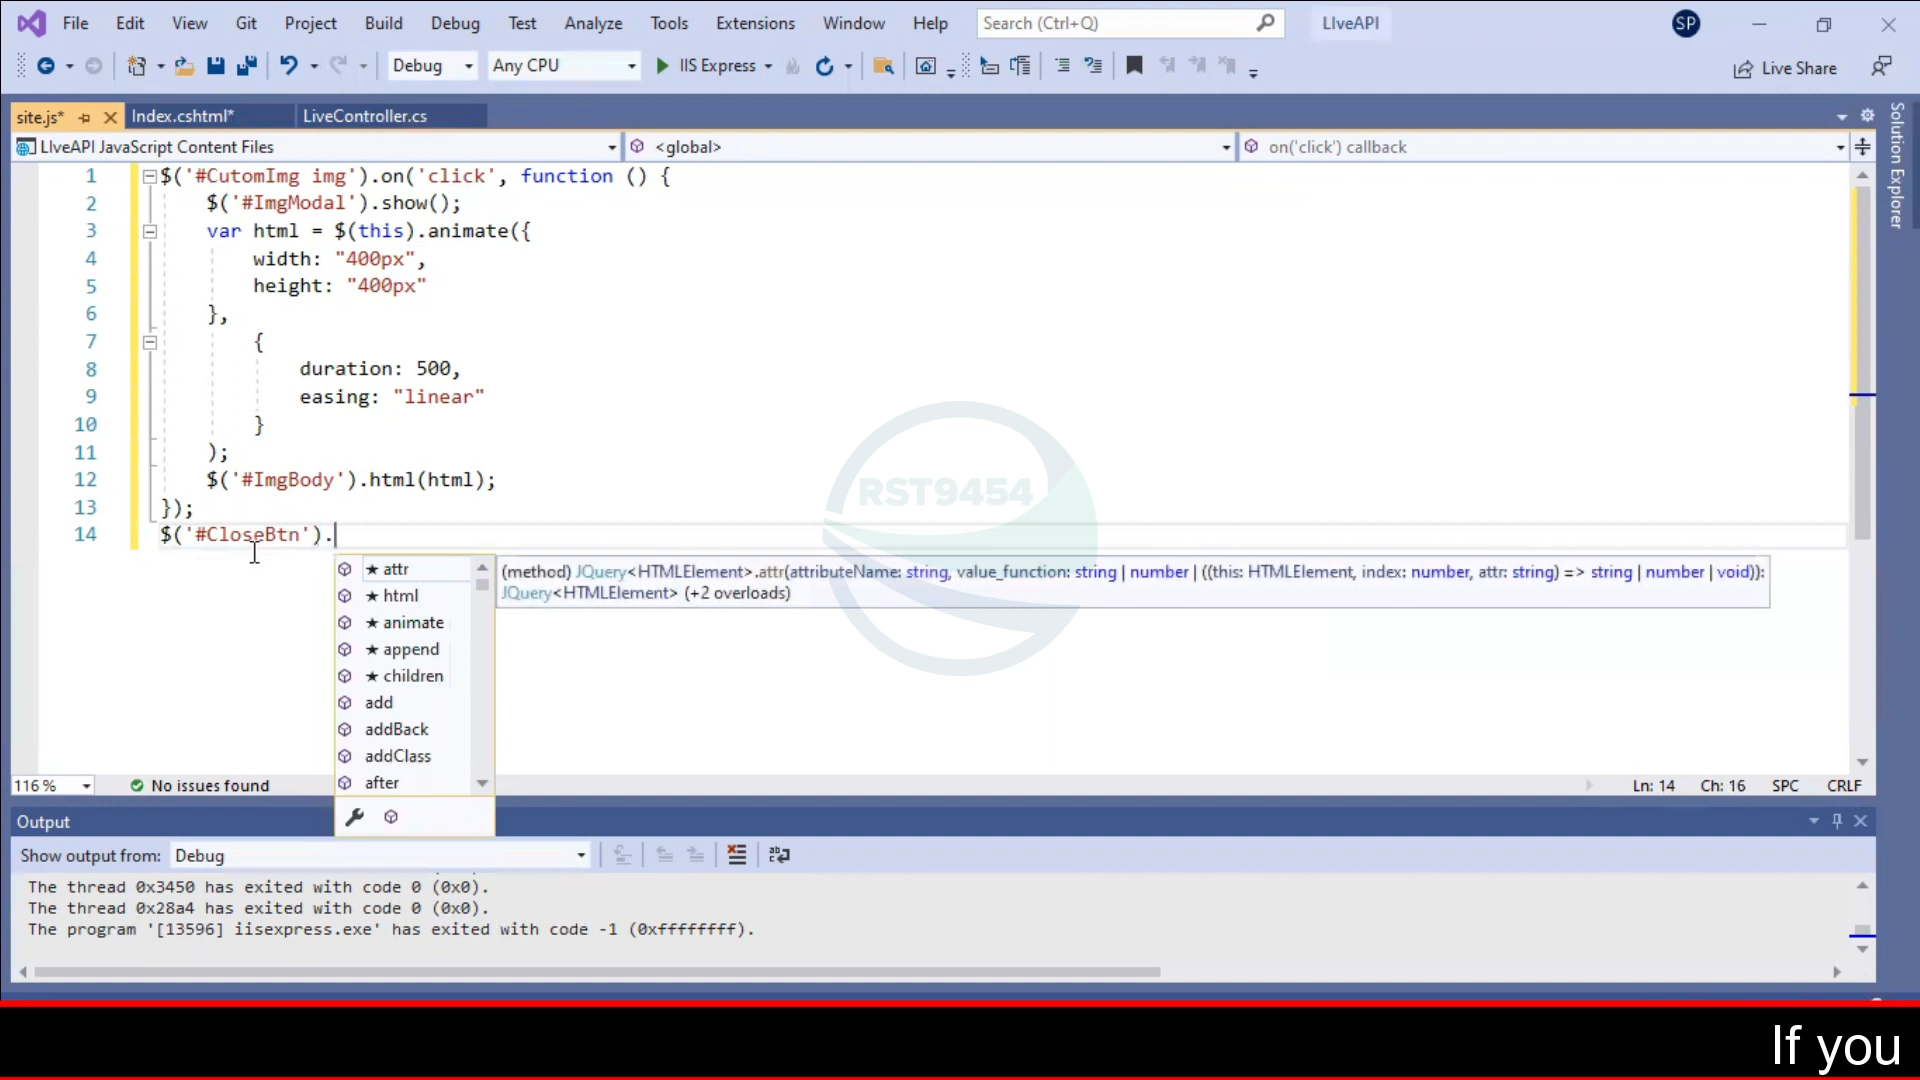 File Edit View Git Project Build Debug Test Analyze Tools Extensions Window Help Search (Ctrl+Q) LIveAPI SP
Debug Any CPU IIS Express Live Share
site.js* Index.cshtml* LiveController.cs
LIveAPI JavaScript Content Files <global> on('click') callback
Solution Explorer
1 $('#CutomImg img').on('click', function () {
2 $('#ImgModal').show();
3 var html = $(this).animate({
4 width: "400px",
5 height: "400px"
6 },
7 {
8 duration: 500,
9 easing: "linear"
10 }
11 );
12 $('#ImgBody').html(html);
13 });
14 $('#CloseBtn').
RST9454
★ attr
★ html
★ animate
★ append
★ children
add
addBack
addClass
after
(method) JQuery<HTMLElement>.attr(attributeName: string, value_function: string | number | ((this: HTMLElement, index: number, attr: string) => string | number | void)):
JQuery<HTMLElement> (+2 overloads)
116 % No issues found Ln: 14 Ch: 16 SPC CRLF
Output
Show output from: Debug
The thread 0x3450 has exited with code 0 (0x0).
The thread 0x28a4 has exited with code 0 (0x0).
The program '[13596] iisexpress.exe' has exited with code -1 (0xffffffff).
If you